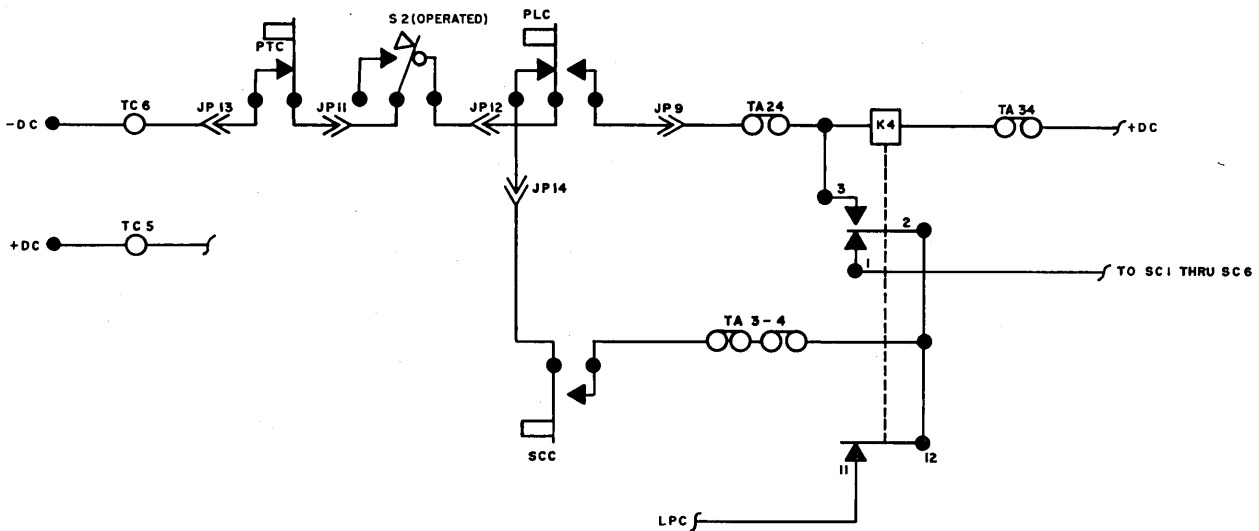 S2(OPERATED)
PLC
PTC
TC6
JP13
JP11
JP12
JP9
TA24
K4
TA34
-DC
+DC
JP14
3
2
+DC
TC5
1
TO SC1 THRU SC6
TA 3-4
SCC
11
12
LPC